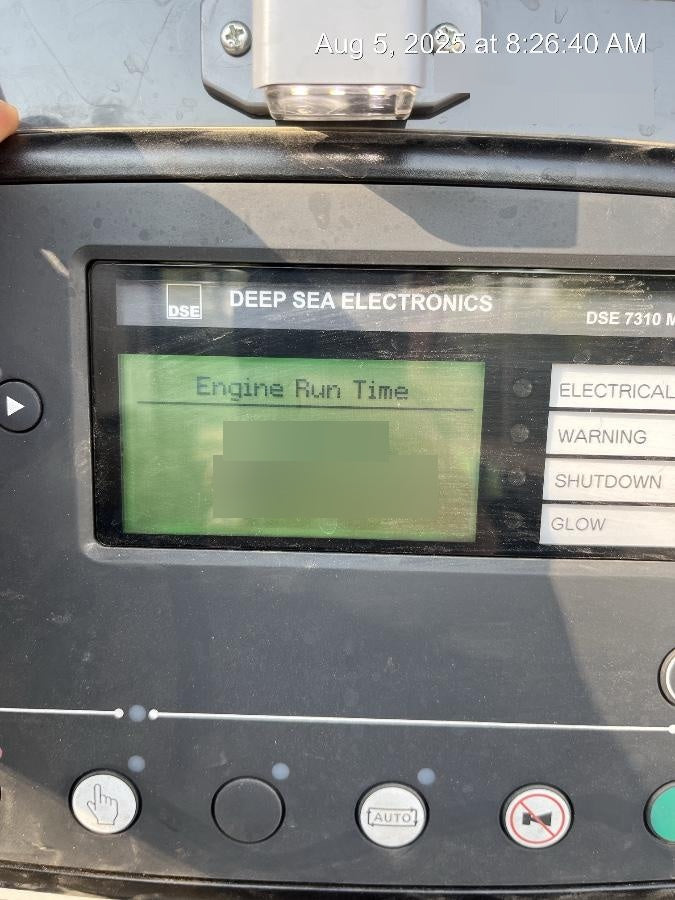 Aug 5, 2025 at 8:26:40 AM
DSE
DEEP SEA ELECTRONICS
DSE 7310 M
Engine Run Time
ELECTRICAL
WARNING
SHUTDOWN
GLOW
AUTO